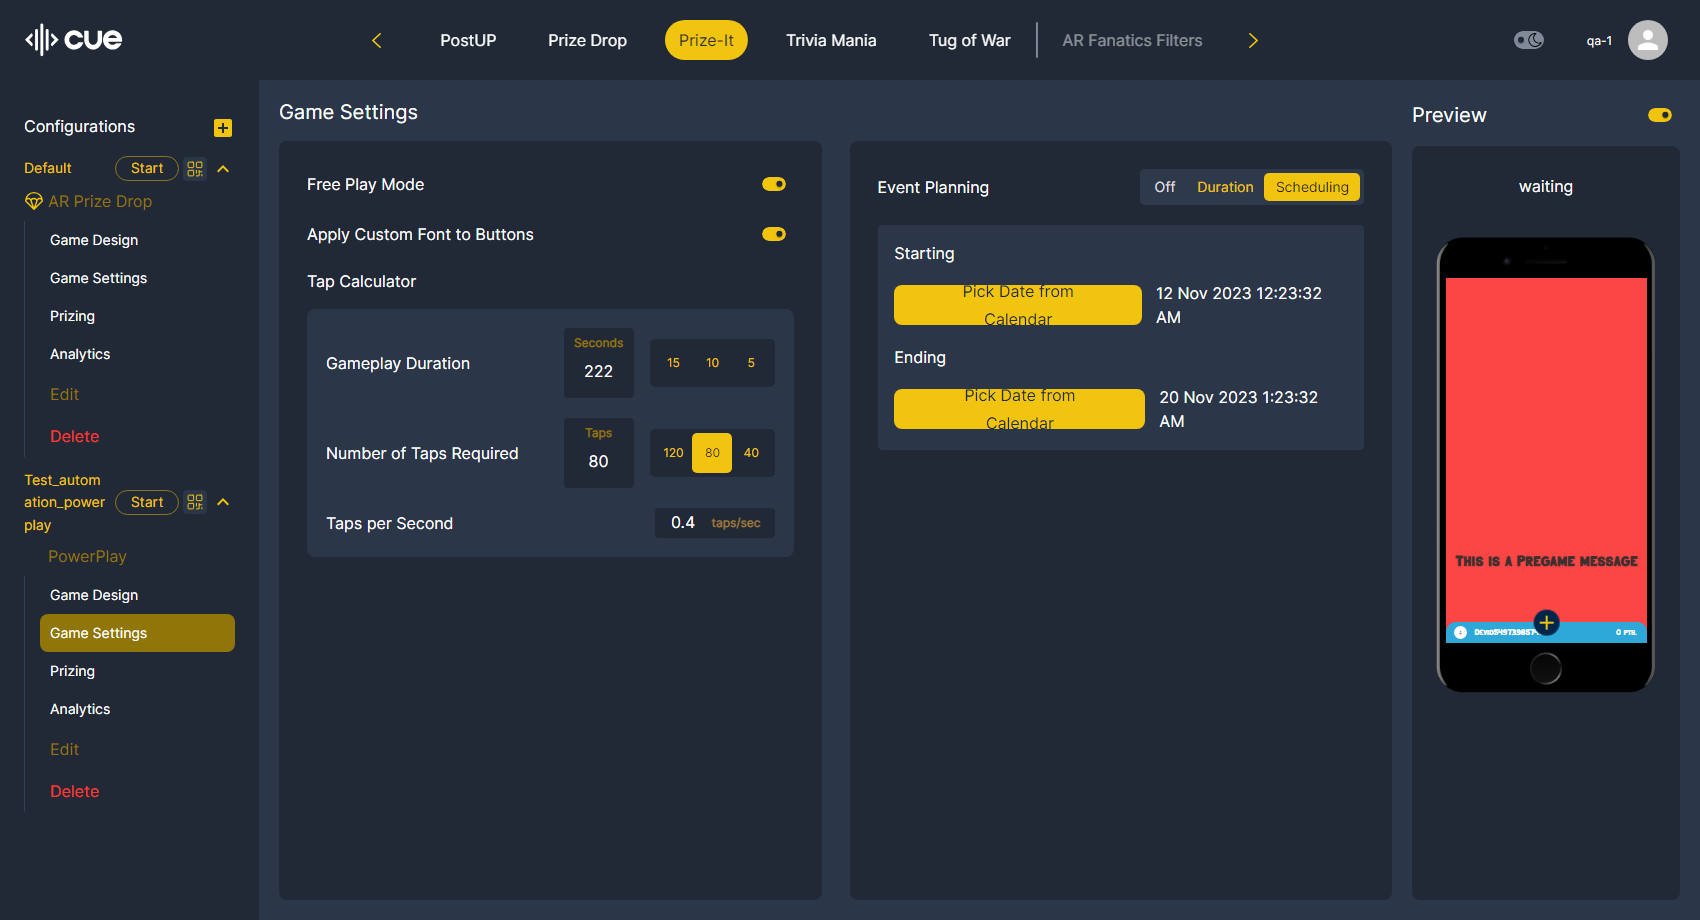 cue
PostUP
Prize Drop
Prize-It
Trivia Mania
Tug of War
AR Fanatics Filters
qa-1
Configurations
Default
Start
AR Prize Drop
Game Design
Game Settings
Prizing
Analytics
Edit
Delete
Test_autom
ation_power
play
Start
PowerPlay
Game Design
Game Settings
Prizing
Analytics
Edit
Delete
Game Settings
Free Play Mode
Apply Custom Font to Buttons
Tap Calculator
Gameplay Duration
Seconds
222
15 10 5
Number of Taps Required
Taps
80
120 80 40
Taps per Second
0.4 taps/sec
Event Planning
Off Duration Scheduling
Starting
Pick Date from
Calendar
12 Nov 2023 12:23:32
AM
Ending
Pick Date from
Calendar
20 Nov 2023 1:23:32
AM
Preview
waiting
This is a Pregame message
0 pts.